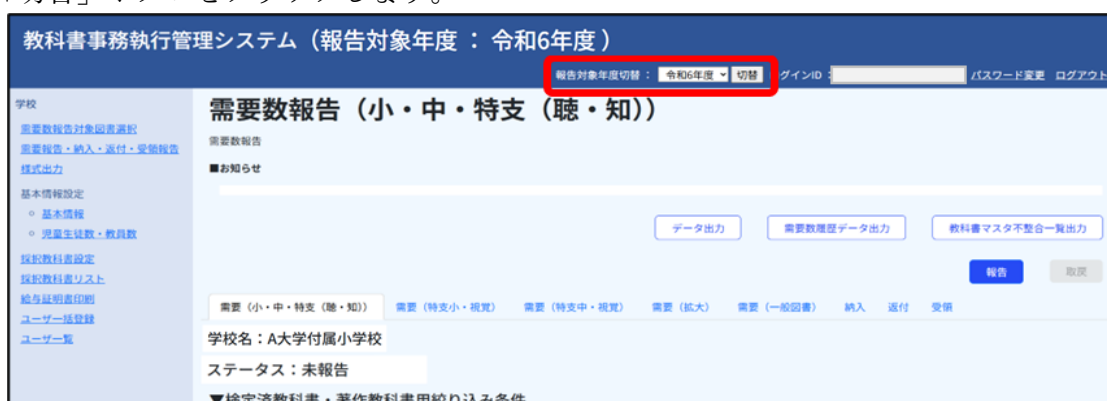 「切替」ボタンをクリックします。
教科書事務執行管理システム（報告対象年度 ： 令和6年度 ）
報告対象年度切替 ： 令和6年度 切替 ログインID : パスワード変更 ログアウト
学校
需要数報告対象図書選択
需要報告・納入・返付・受領報告
様式出力
基本情報設定
○ 基本情報
○ 児童生徒数・教員数
採択教科書設定
採択教科書リスト
給与証明書印刷
ユーザー括登録
ユーザ一覧
需要数報告（小・中・特支（聴・知））
需要数報告
■お知らせ
データ出力 需要数履歴データ出力 教科書マスタ不整合一覧出力
報告 取戻
需要（小・中・特支（聴・知）） 需要（特支小・視覚） 需要（特支中・視覚） 需要（拡大） 需要（一般図書） 納入 返付 受領
学校名：A大学付属小学校
ステータス：未報告
▼検定済教科書・著作教科書用絞り込み条件